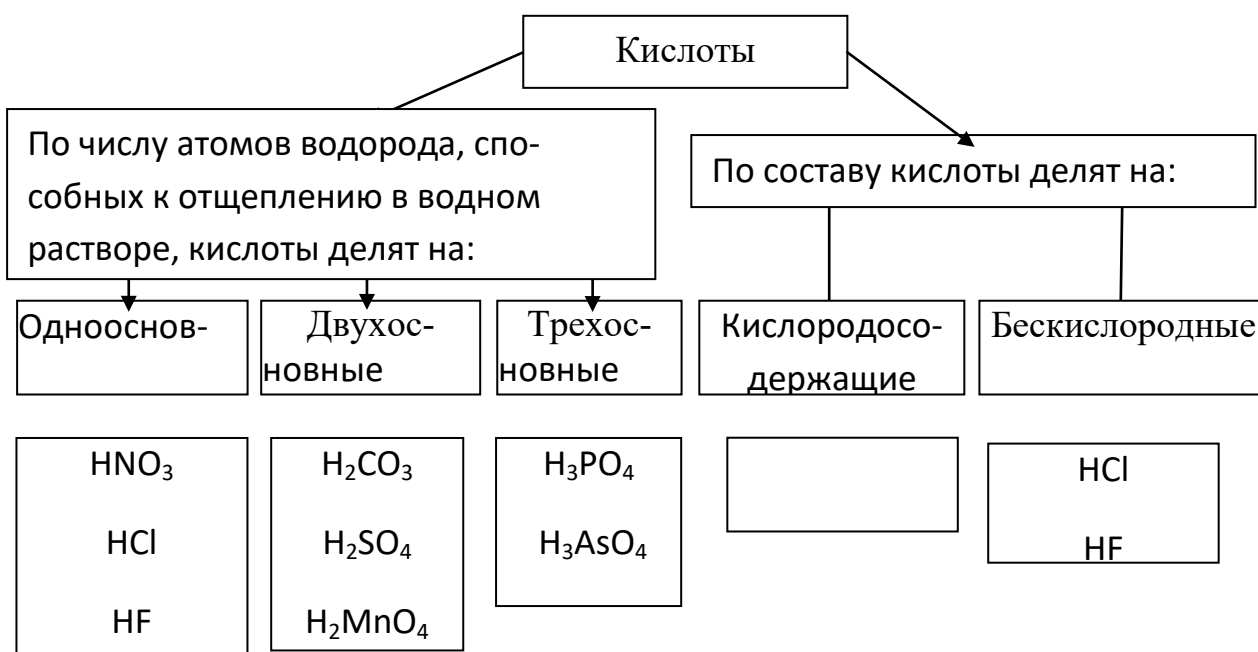 Кислоты
По числу атомов водорода, спо-
собных к отщеплению в водном
растворе, кислоты делят на:
По составу кислоты делят на:
Однооснов-
Двухос-
новные
Трехос-
новные
Кислородосо-
держащие
Бескислородные
HNO₃
HCl
HF
H₂CO₃
H₂SO₄
H₂MnO₄
H₃PO₄
H₃AsO₄
HCl
HF